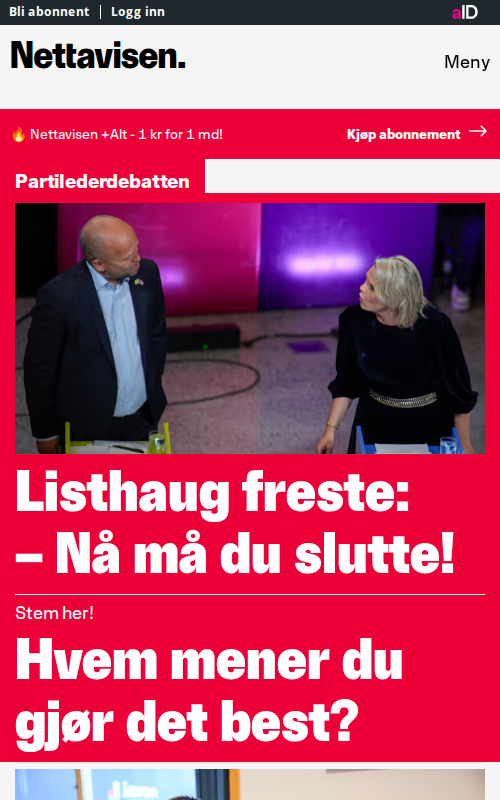 Bli abonnent | Logg inn
aID
Nettavisen.
Meny
🔥 Nettavisen +Alt - 1 kr for 1 md!
Kjøp abonnement →
Partilederdebatten
Listhaug freste:
– Nå må du slutte!
Stem her!
Hvem mener du
gjør det best?